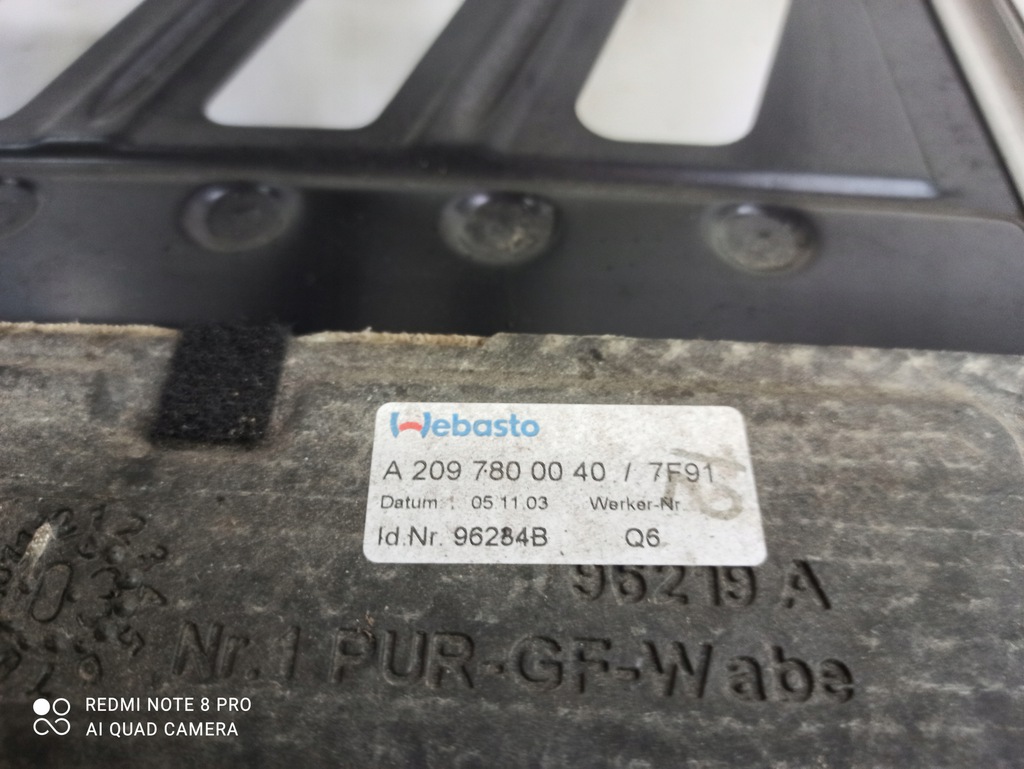 Webasto
A 209 780 00 40 / 7F91
Datum : 05.11.03 Werker-Nr.
Id.Nr. 96284B Q6
96219 A
Nr.1 PUR-GF-Wabe
REDMI NOTE 8 PRO
AI QUAD CAMERA